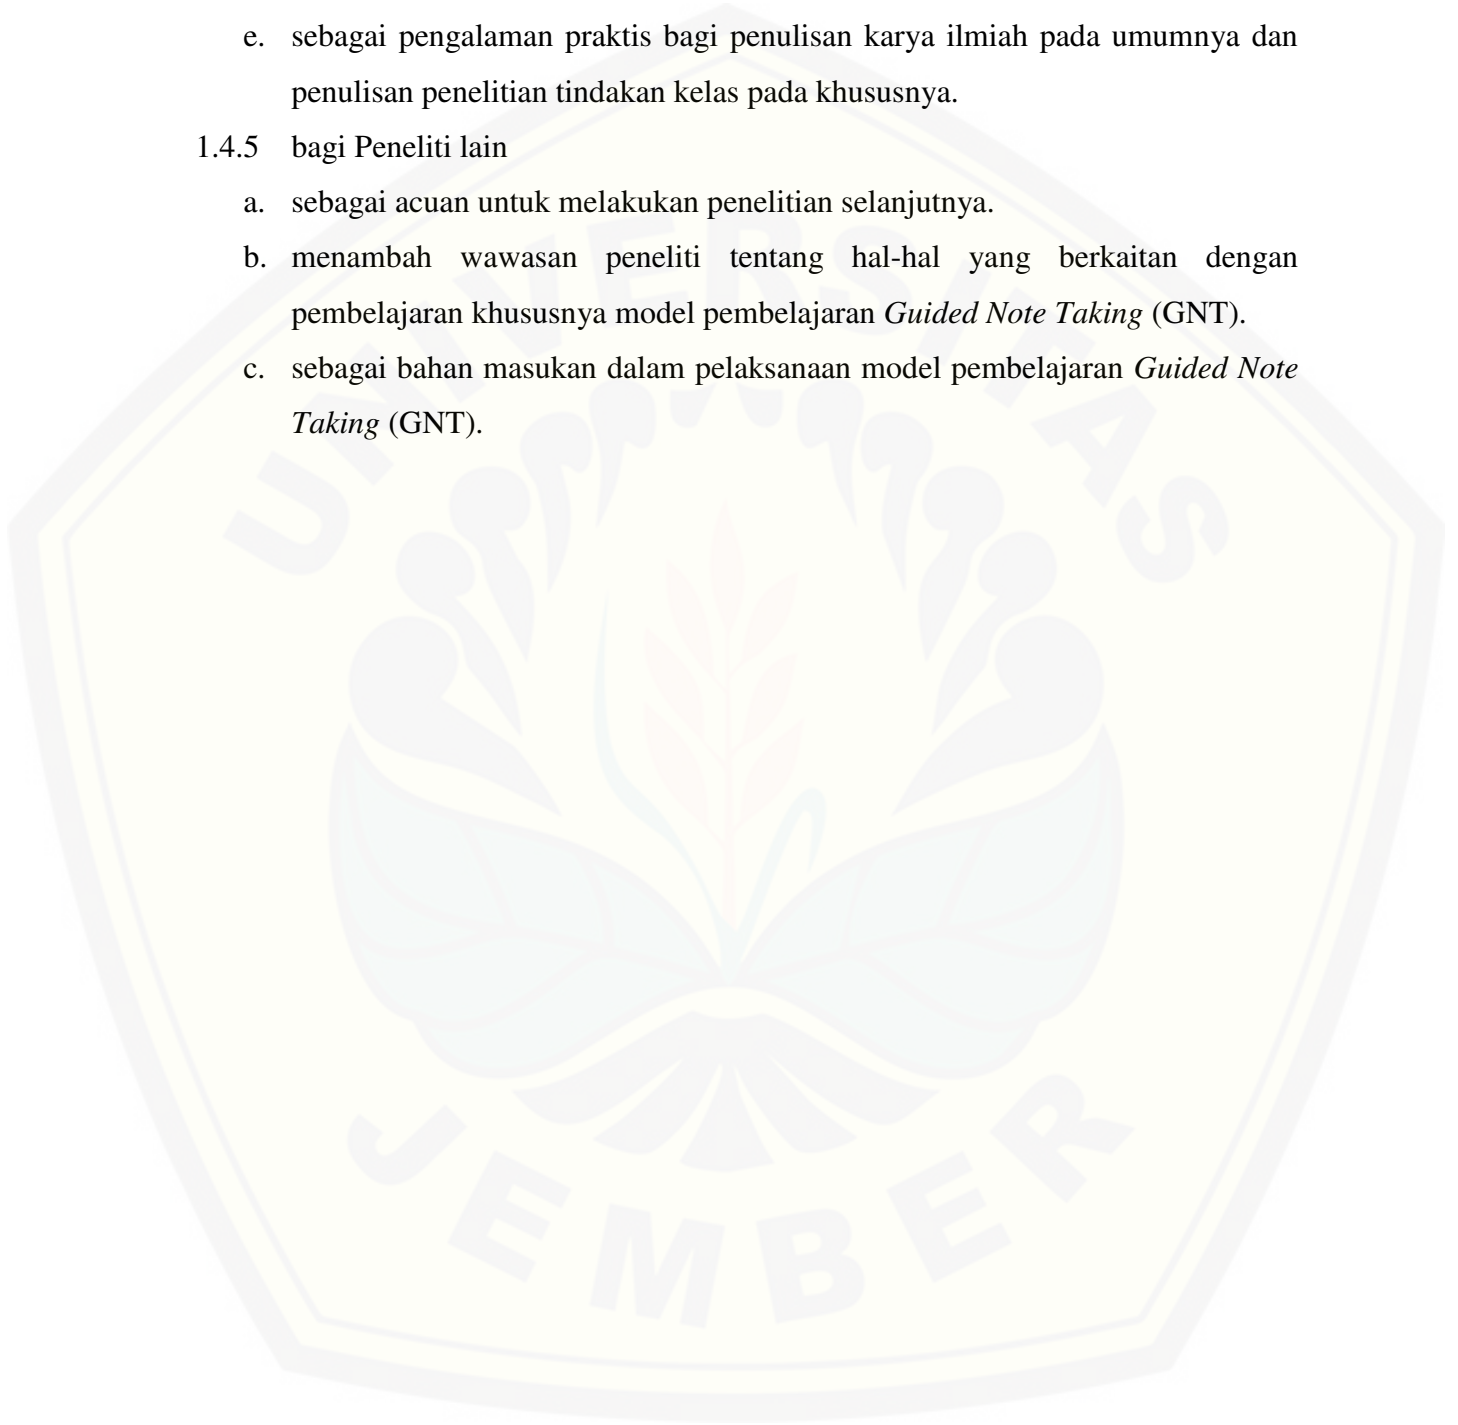 e. sebagai pengalaman praktis bagi penulisan karya ilmiah pada umumnya dan
penulisan penelitian tindakan kelas pada khususnya.
1.4.5 bagi Peneliti lain
a. sebagai acuan untuk melakukan penelitian selanjutnya.
b. menambah wawasan peneliti tentang hal-hal yang berkaitan dengan
pembelajaran khususnya model pembelajaran Guided Note Taking (GNT).
c. sebagai bahan masukan dalam pelaksanaan model pembelajaran Guided Note
Taking (GNT).
UNIVERSITAS
JEMBER